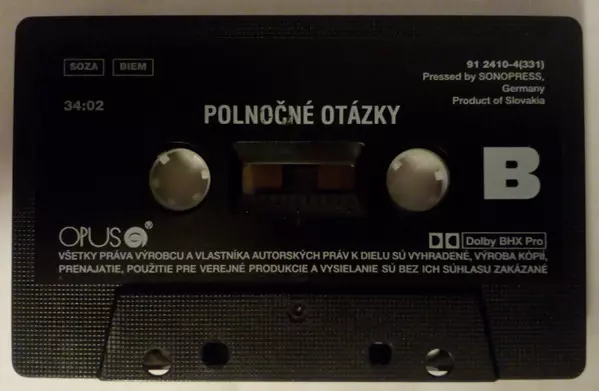 SOZA BIEM
91 2410-4(331)
Pressed by SONOPRESS,
Germany
Product of Slovakia
34:02
POLNOČNÉ OTÁZKY
B
OPUS ®
Dolby BHX Pro
VŠETKY PRÁVA VÝROBCU A VLASTNÍKA AUTORSKÝCH PRÁV K DIELU SÚ VYHRADENÉ, VÝROBA KÓPIÍ,
PRENAJATIE, POUŽITIE PRE VEREJNÉ PRODUKCIE A VYSIELANIE SÚ BEZ ICH SÚHLASU ZAKÁZANÉ